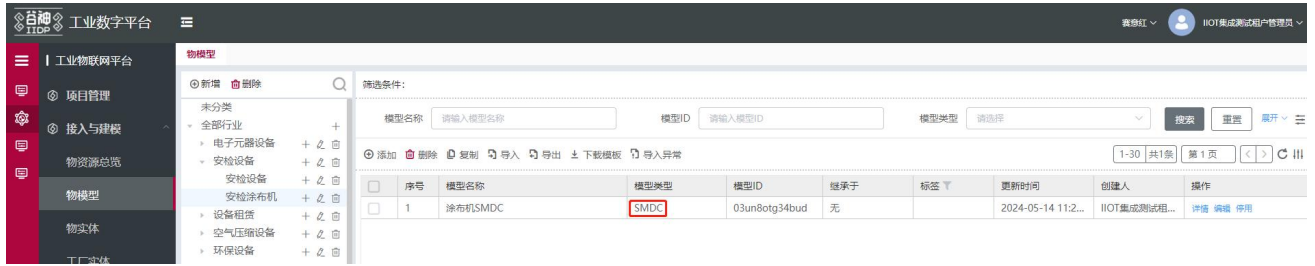 谷神 IIDP 工业数字平台
IIOT集成测试租户管理员
工业物联网平台
项目管理
接入与建模
物资源总览
物模型
物实体
工厂实体
物模型
新增 删除
未分类
全部行业
电子元器设备
安检设备
安检设备
安检涂布机
设备租赁
空气压缩设备
环保设备
筛选条件:
模型名称 请输入模型名称 模型ID 请输入模型ID 模型类型 请选择 搜索 重置 展开
添加 删除 复制 导入 导出 下载模板 导入异常 1-30 共1条 第1页
序号 模型名称 模型类型 模型ID 继承于 标签 更新时间 创建人 操作
1 涂布机SMDC SMDC 03un8otg34bud 无 2024-05-14 11:2... IIOT集成测试租... 详情 编辑 停用